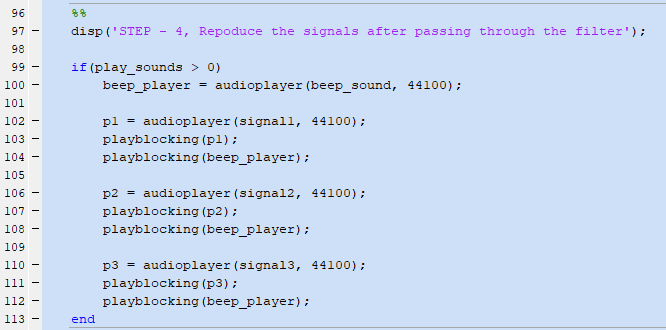 96 %%
97 – disp('STEP - 4, Repoduce the signals after passing through the filter');
98
99 – if(play_sounds > 0)
100 – beep_player = audioplayer(beep_sound, 44100);
101
102 – p1 = audioplayer(signal1, 44100);
103 – playblocking(p1);
104 – playblocking(beep_player);
105
106 – p2 = audioplayer(signal2, 44100);
107 – playblocking(p2);
108 – playblocking(beep_player);
109
110 – p3 = audioplayer(signal3, 44100);
111 – playblocking(p3);
112 – playblocking(beep_player);
113 – end